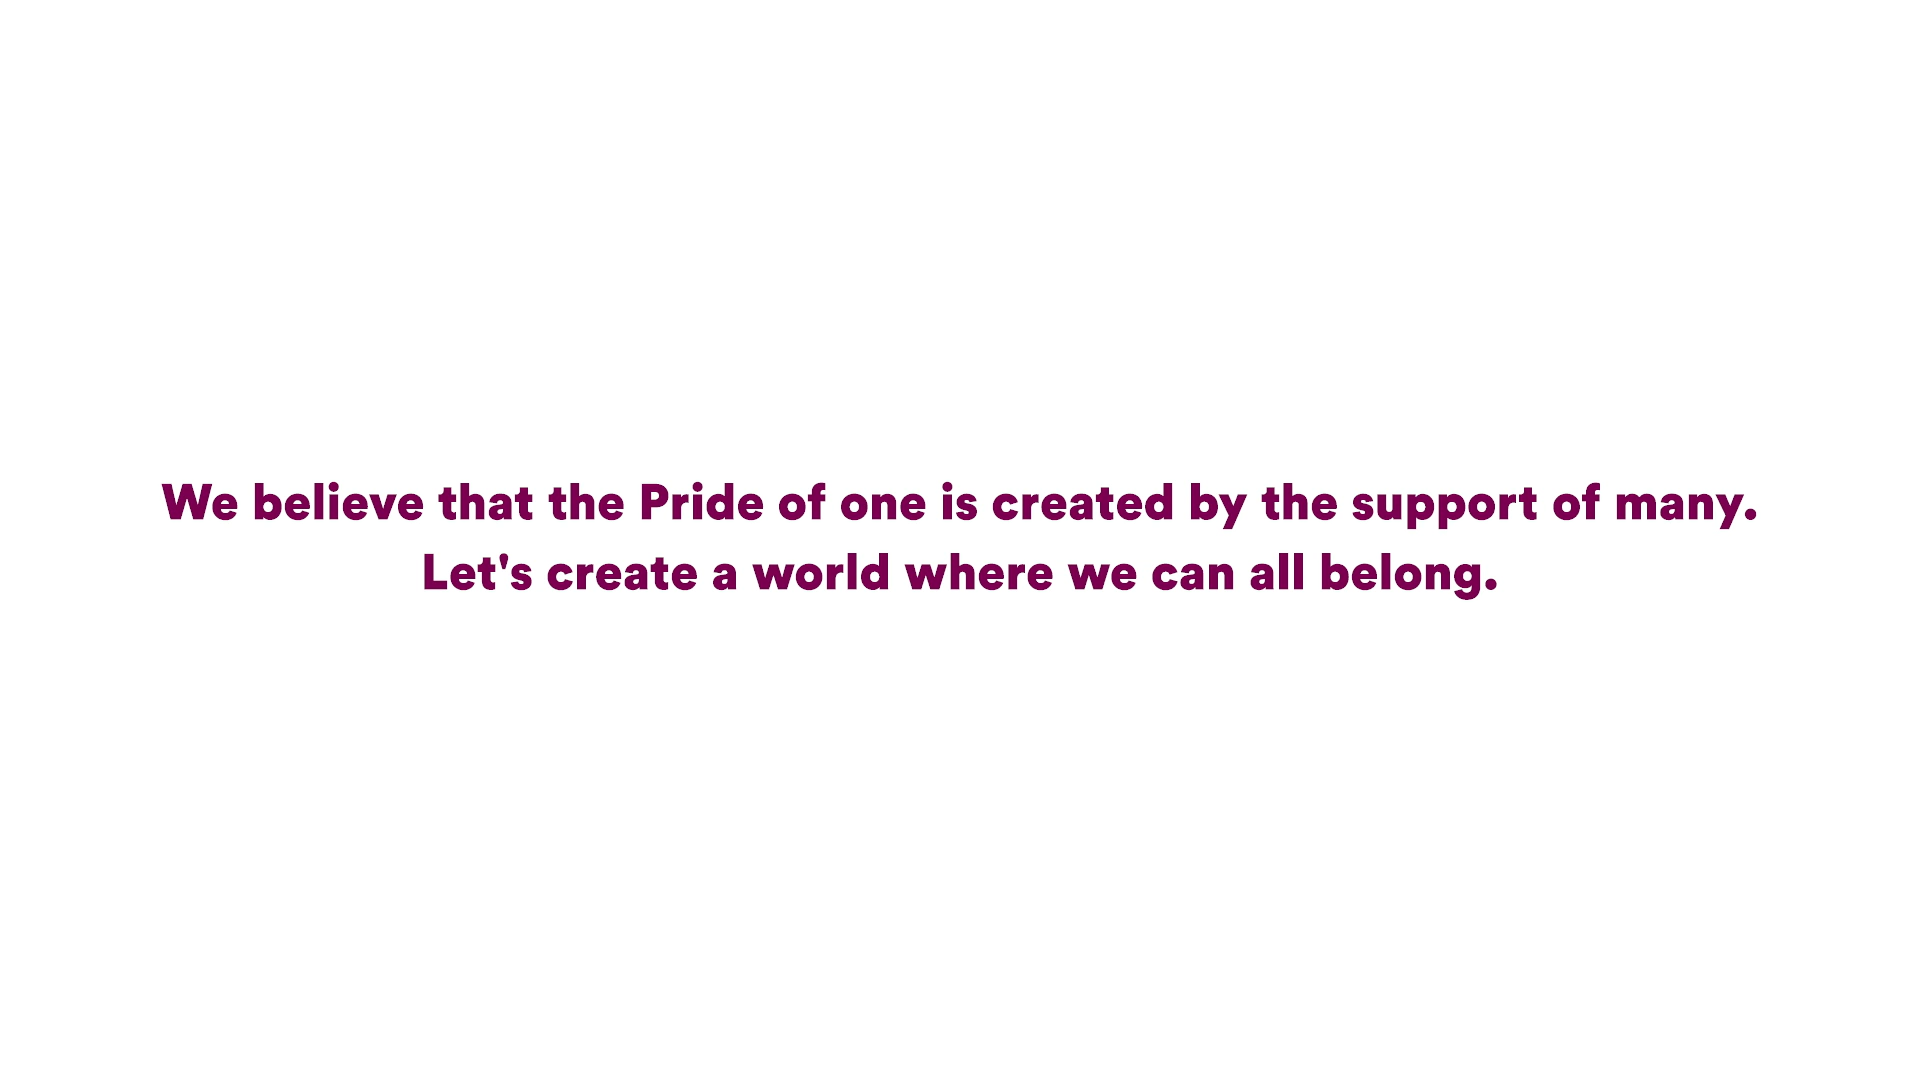 We believe that the Pride of one is created by the support of many.
Let's create a world where we can all belong.